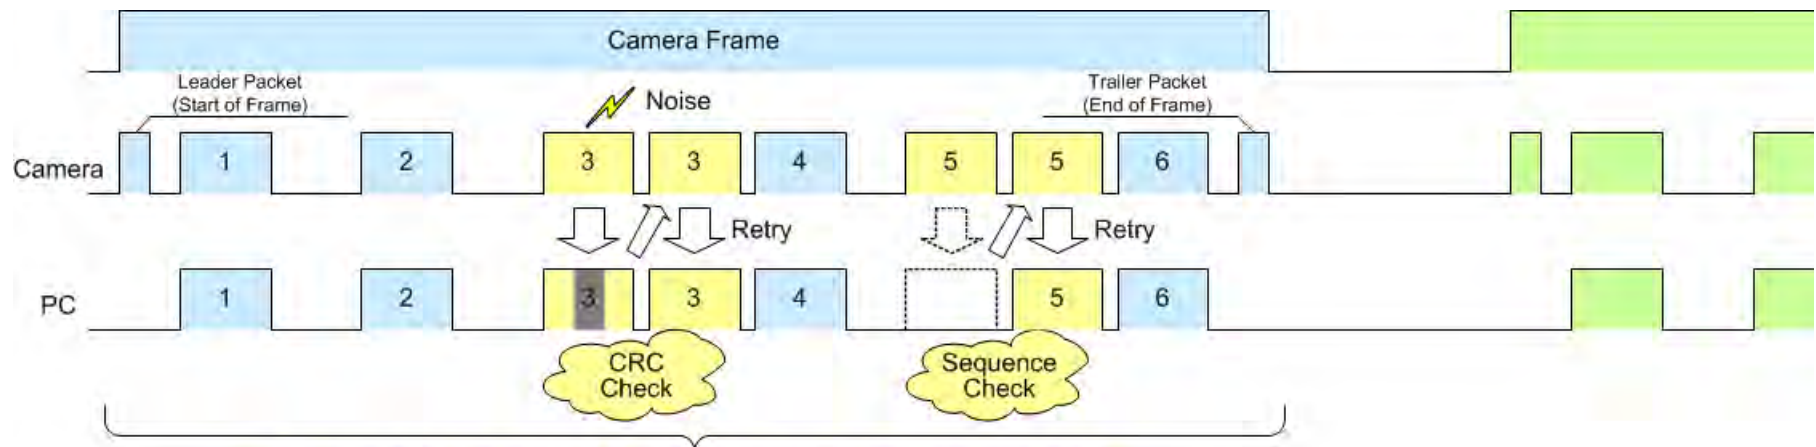 Camera Frame
Leader Packet
(Start of Frame)
Noise
Trailer Packet
(End of Frame)
Camera
1
2
3
3
4
5
5
6
Retry
Retry
PC
1
2
3
3
4
5
6
CRC
Check
Sequence
Check